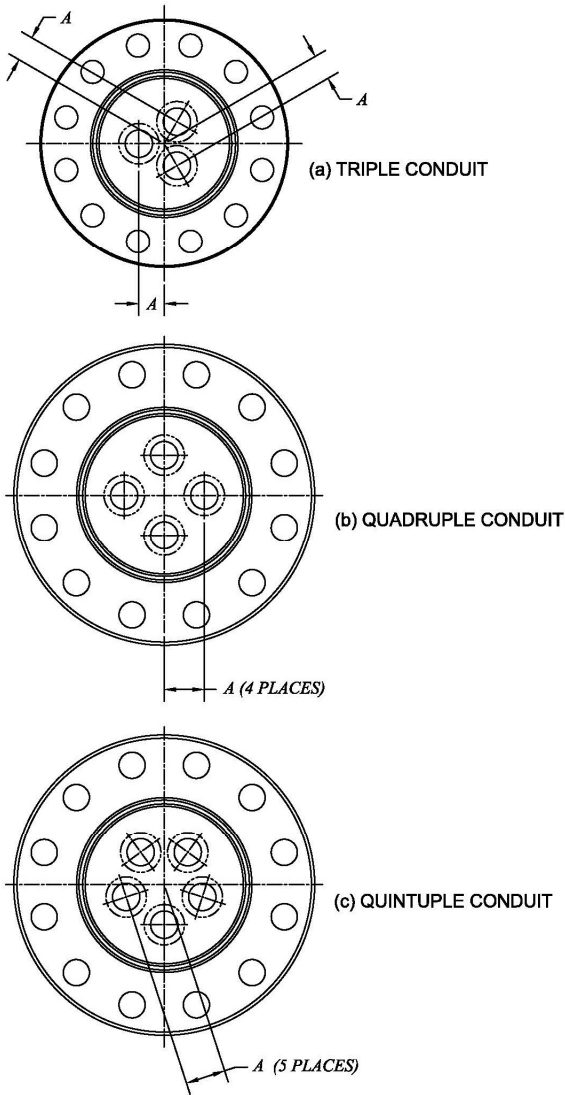 A
A
(a) TRIPLE CONDUIT
A
(b) QUADRUPLE CONDUIT
A (4 PLACES)
(c) QUINTUPLE CONDUIT
A (5 PLACES)